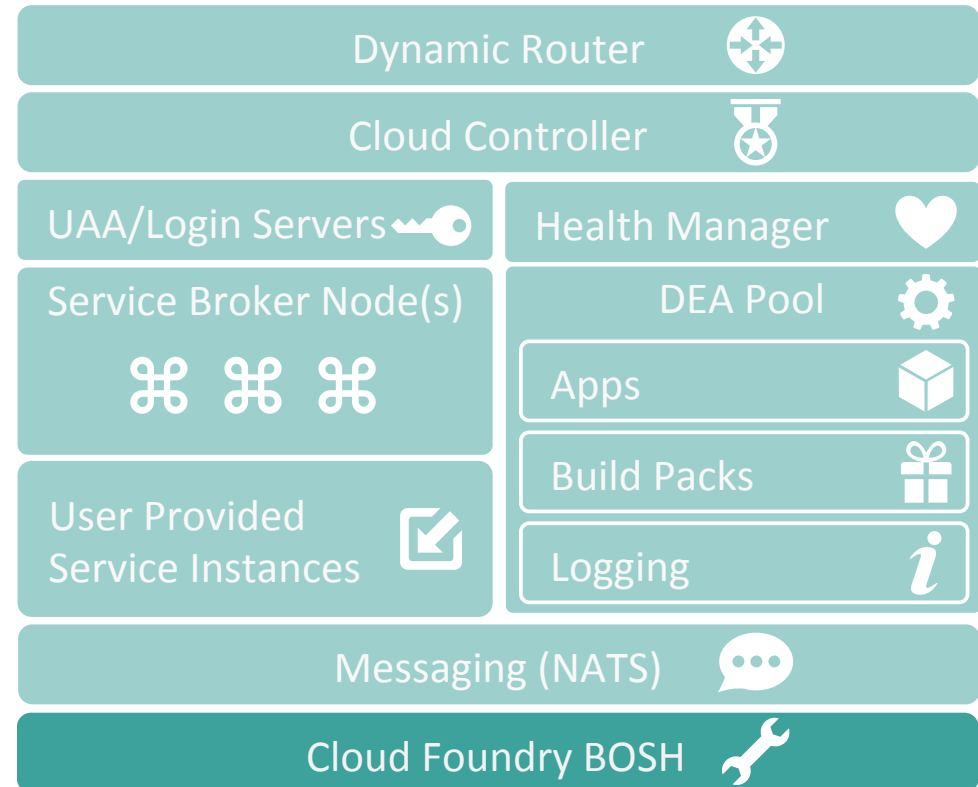 Dynamic Router
Cloud Controller
UAA/Login Servers
Health Manager
Service Broker Node(s)
DEA Pool
Apps
Build Packs
User Provided
Service Instances
Logging
Messaging (NATS)
Cloud Foundry BOSH